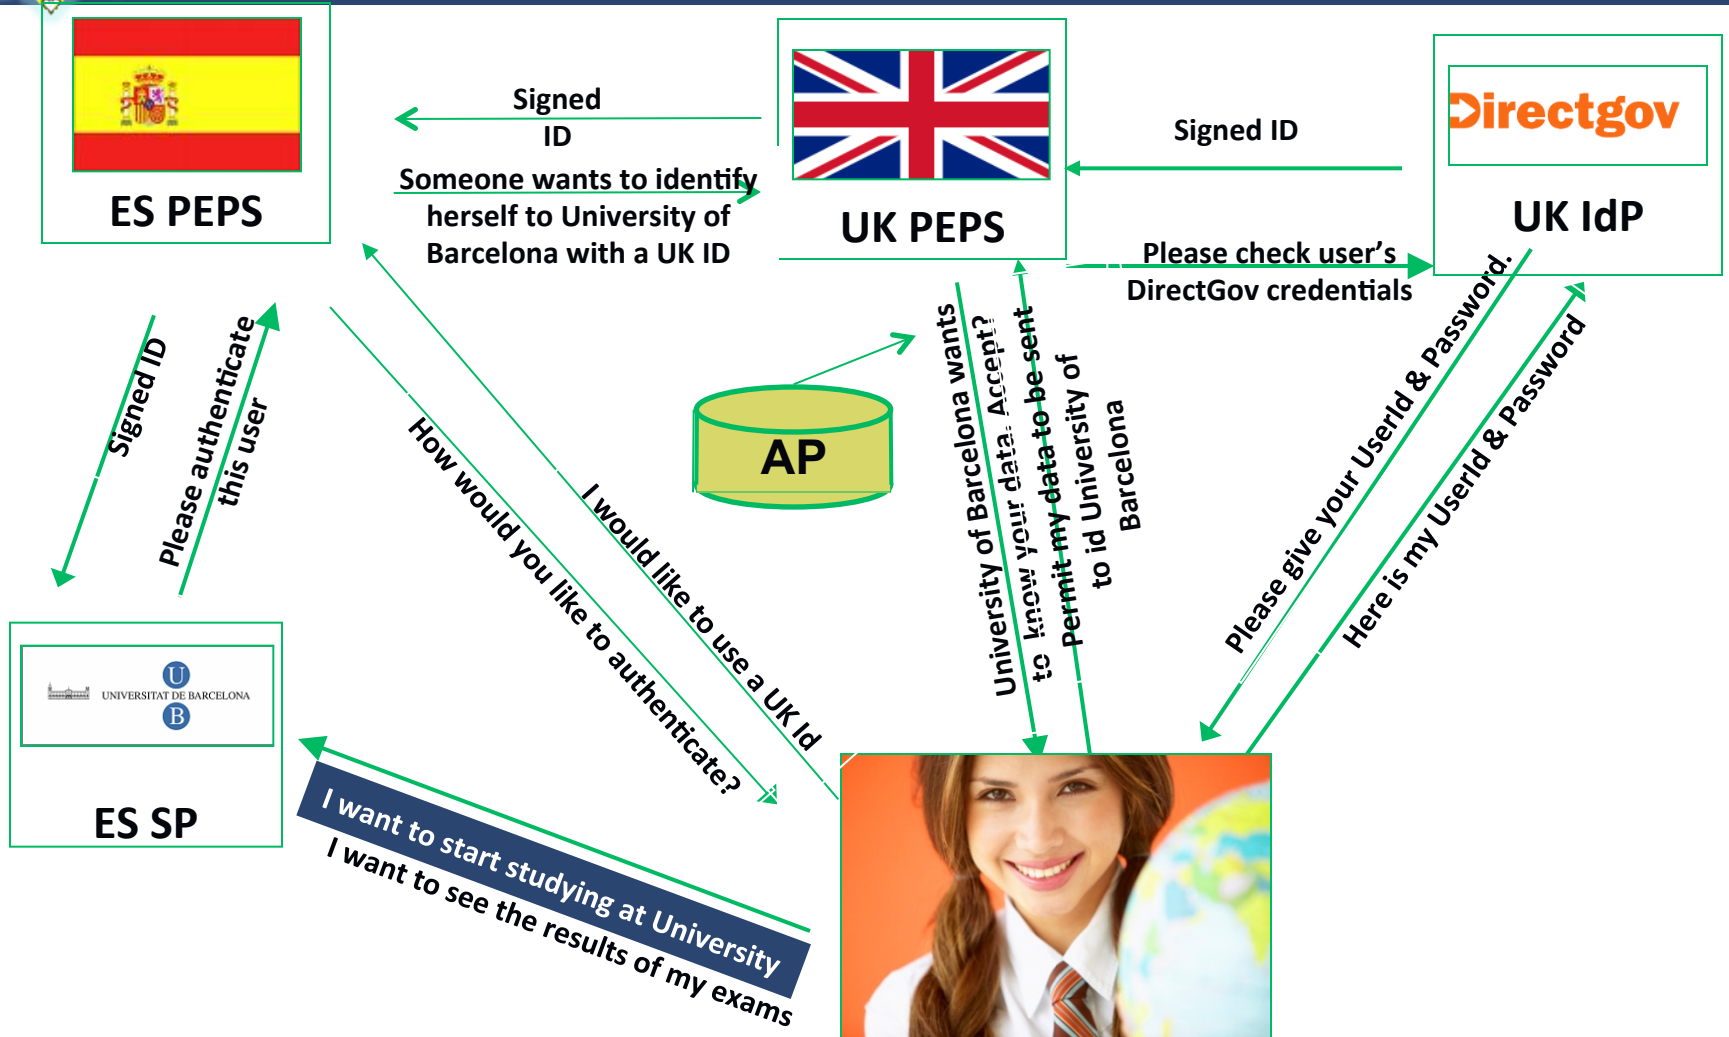 Signed
ID
Someone wants to identify
herself to University of
Barcelona with a UK ID
ES PEPS
UK PEPS
Signed ID
Directgov
UK IdP
Please check user's
DirectGov credentials
Signed ID
Please authenticate
this user
How would you like to authenticate?
I would like to use a UK Id
AP
University of Barcelona wants
to know your data. Accept?
Permit my data to be sent
to id University of
Barcelona
Please give your UserId & Password.
Here is my UserId & Password
U
UNIVERSITAT DE BARCELONA
B
ES SP
I want to start studying at University
I want to see the results of my exams